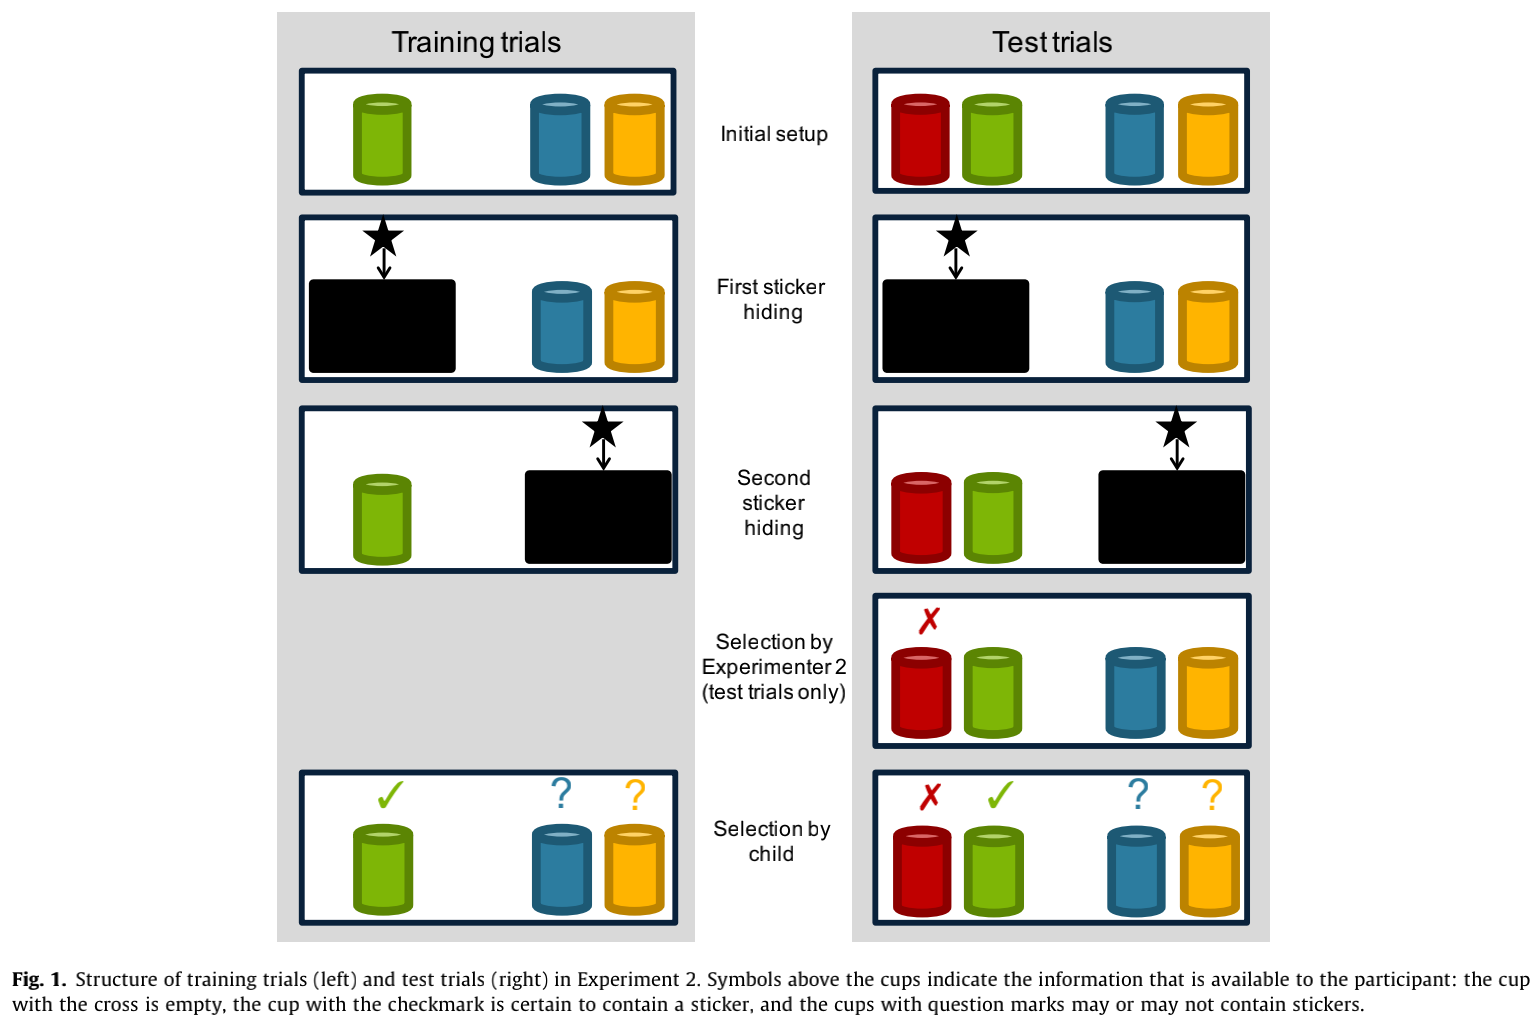 Training trials
Test trials
Initial setup
First sticker
hiding
Second
sticker
hiding
✗
Selection by
Experimenter 2
(test trials only)
✓ ? ?
Selection by
child
✗ ✓ ? ?
Fig. 1. Structure of training trials (left) and test trials (right) in Experiment 2. Symbols above the cups indicate the information that is available to the participant: the cup
with the cross is empty, the cup with the checkmark is certain to contain a sticker, and the cups with question marks may or may not contain stickers.